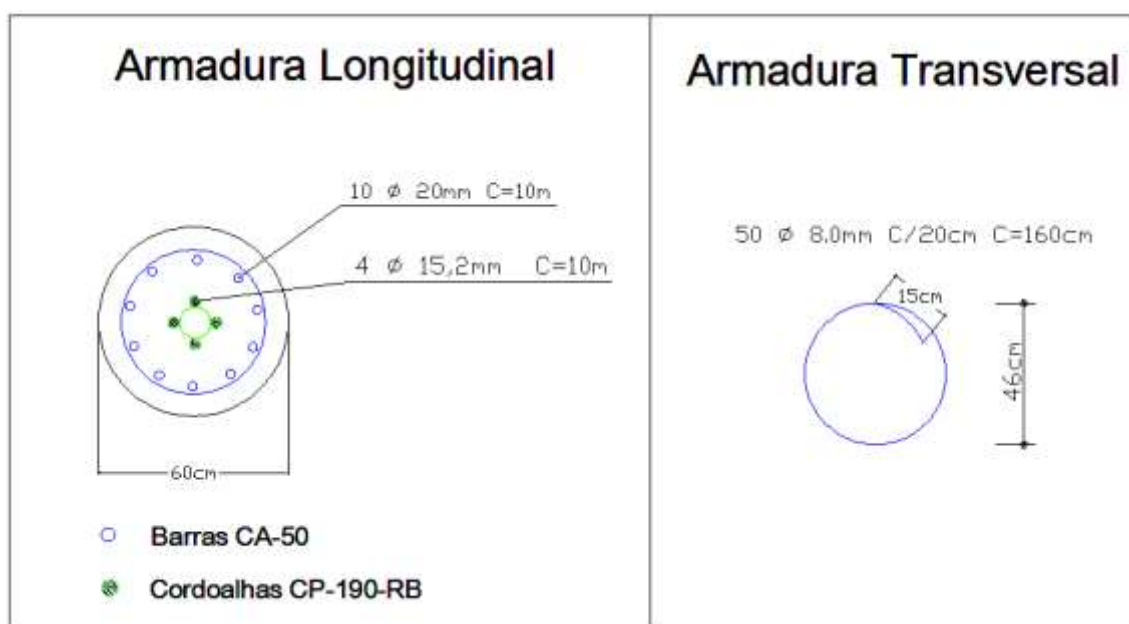 Armadura Longitudinal
10 ø 20mm C=10m
4 ø 15,2mm C=10m
60cm
Barras CA-50
Cordoalhas CP-190-RB
Armadura Transversal
50 ø 8.0mm C/20cm C=160cm
15cm
46cm